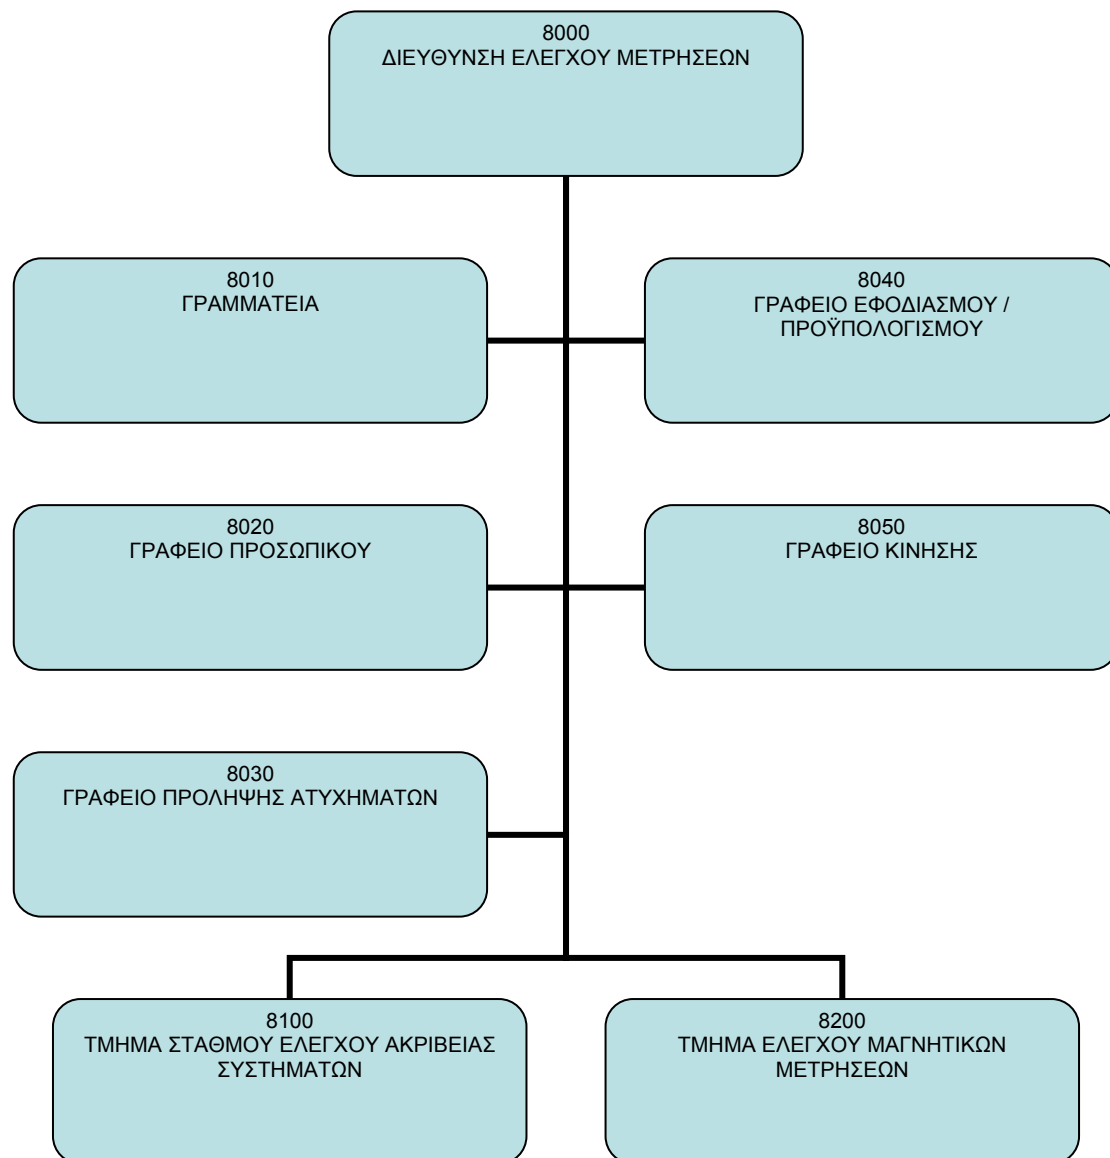 8000
ΔΙΕΥΘΥΝΣΗ ΕΛΕΓΧΟΥ ΜΕΤΡΗΣΕΩΝ
8010
ΓΡΑΜΜΑΤΕΙΑ
8040
ΓΡΑΦΕΙΟ ΕΦΟΔΙΑΣΜΟΥ /
ΠΡΟΫΠΟΛΟΓΙΣΜΟΥ
8020
ΓΡΑΦΕΙΟ ΠΡΟΣΩΠΙΚΟΥ
8050
ΓΡΑΦΕΙΟ ΚΙΝΗΣΗΣ
8030
ΓΡΑΦΕΙΟ ΠΡΟΛΗΨΗΣ ΑΤΥΧΗΜΑΤΩΝ
8100
ΤΜΗΜΑ ΣΤΑΘΜΟΥ ΕΛΕΓΧΟΥ ΑΚΡΙΒΕΙΑΣ
ΣΥΣΤΗΜΑΤΩΝ
8200
ΤΜΗΜΑ ΕΛΕΓΧΟΥ ΜΑΓΝΗΤΙΚΩΝ
ΜΕΤΡΗΣΕΩΝ